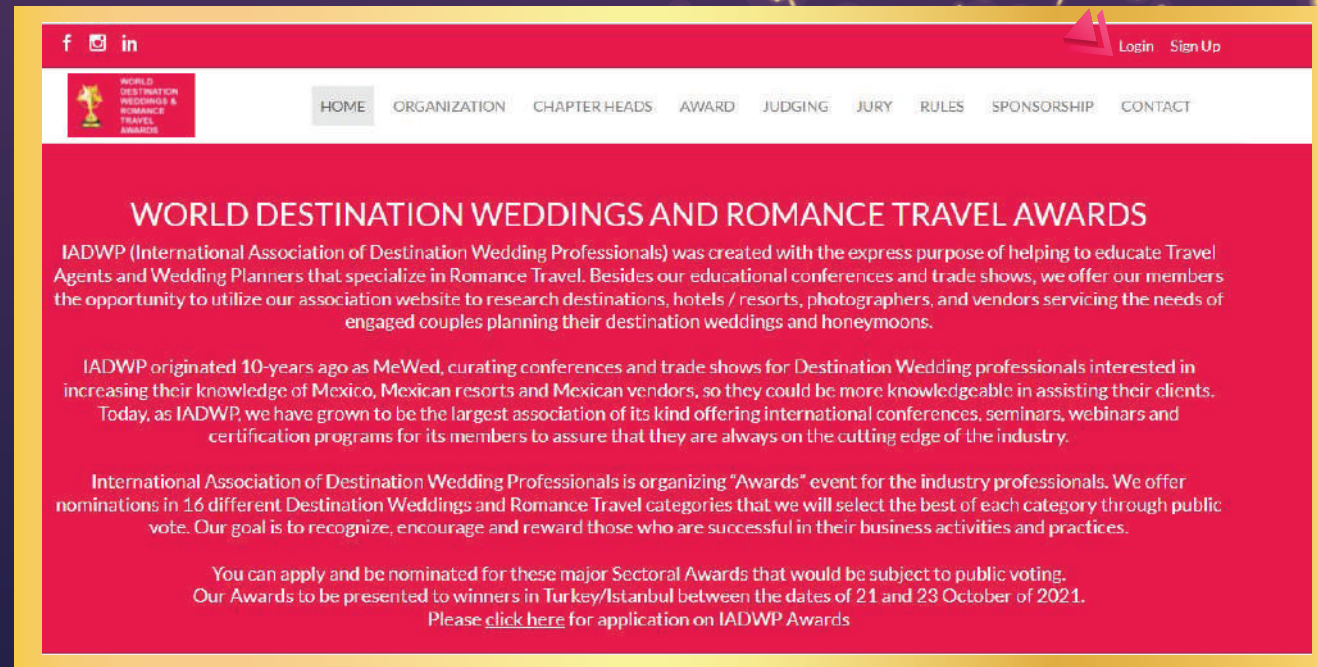 f in
Login Sign Up
WORLD
DESTINATION
WEDDINGS &
ROMANCE
TRAVEL
AWARDS
HOME ORGANIZATION CHAPTER HEADS AWARD JUDGING JURY RULES SPONSORSHIP CONTACT
WORLD DESTINATION WEDDINGS AND ROMANCE TRAVEL AWARDS
IADWP (International Association of Destination Wedding Professionals) was created with the express purpose of helping to educate Travel
Agents and Wedding Planners that specialize in Romance Travel. Besides our educational conferences and trade shows, we offer our members
the opportunity to utilize our association website to research destinations, hotels / resorts, photographers, and vendors servicing the needs of
engaged couples planning their destination weddings and honeymoons.
IADWP originated 10-years ago as MeWed, curating conferences and trade shows for Destination Wedding professionals interested in
increasing their knowledge of Mexico, Mexican resorts and Mexican vendors, so they could be more knowledgeable in assisting their clients.
Today, as IADWP, we have grown to be the largest association of its kind offering international conferences, seminars, webinars and
certification programs for its members to assure that they are always on the cutting edge of the industry.
International Association of Destination Wedding Professionals is organizing "Awards" event for the industry professionals. We offer
nominations in 16 different Destination Weddings and Romance Travel categories that we will select the best of each category through public
vote. Our goal is to recognize, encourage and reward those who are successful in their business activities and practices.
You can apply and be nominated for these major Sectoral Awards that would be subject to public voting.
Our Awards to be presented to winners in Turkey/Istanbul between the dates of 21 and 23 October of 2021.
Please click here for application on IADWP Awards